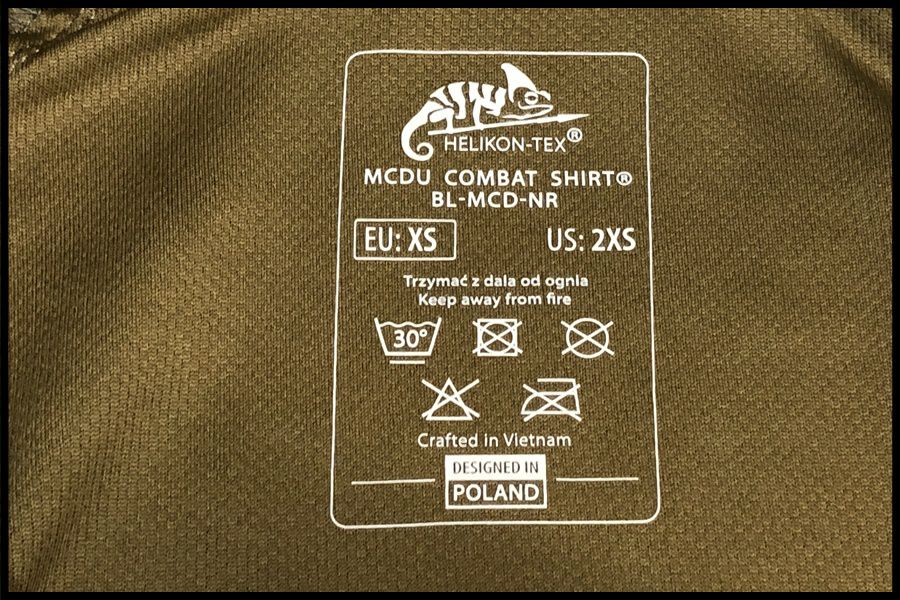 HELIKON-TEX®
MCDU COMBAT SHIRT®
BL-MCD-NR
EU: XS US: 2XS
Trzymać z dala od ognia
Keep away from fire
30°
Crafted in Vietnam
DESIGNED IN
POLAND